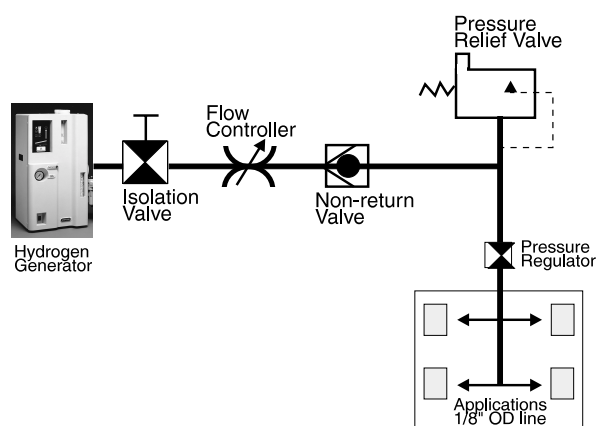 Pressure
Relief Valve
Flow
Controller
Isolation
Valve
Non-return
Valve
Hydrogen
Generator
Pressure
Regulator
Applications
1/8" OD line